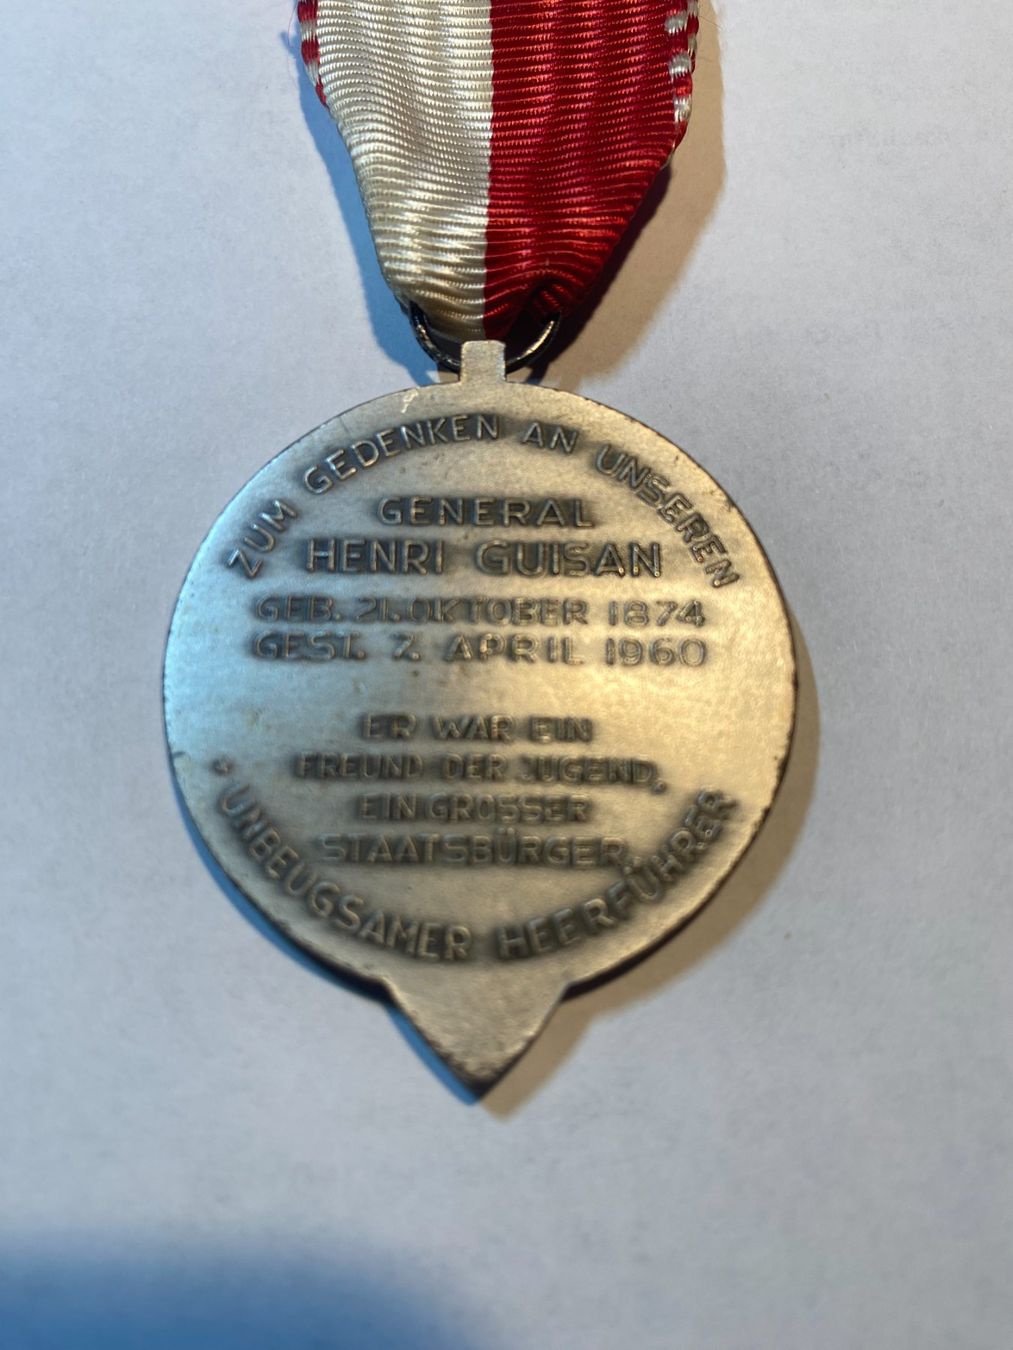 ZUM GEDENKEN AN UNSEREN
GENERAL
HENRI GUISAN
GEB. 21. OKTOBER 1874
GEST. 7. APRIL 1960
ER WAR EIN
FREUND DER JUGEND,
EIN GROSSER
STAATSBÜRGER,
+ UNBEUGSAMER HEERFÜHRER